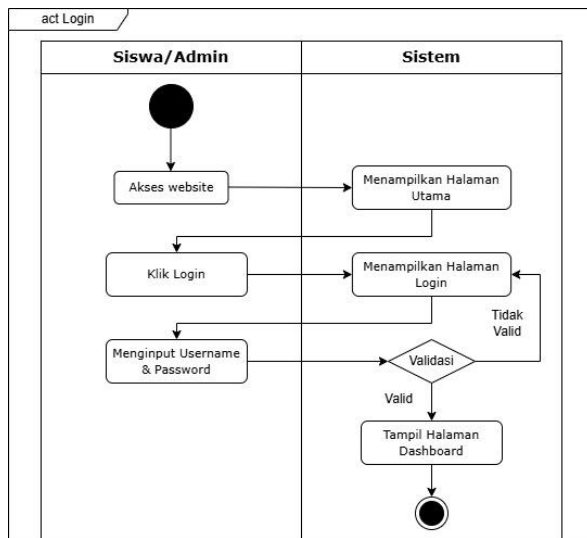 act Login
Siswa/Admin
Sistem
Akses website
Menampilkan Halaman
Utama
Klik Login
Menampilkan Halaman
Login
Tidak
Valid
Menginput Username
& Password
Validasi
Valid
Tampil Halaman
Dashboard